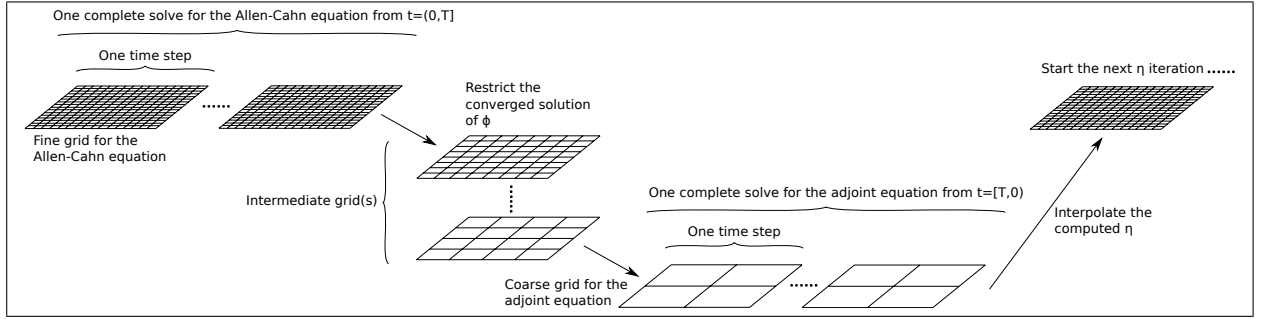 One complete solve for the Allen-Cahn equation from t=(0,T]
One time step
Fine grid for the
Allen-Cahn equation
Restrict the
converged solution
of ϕ
Intermediate grid(s)
Coarse grid for the
adjoint equation
One complete solve for the adjoint equation from t=[T,0)
One time step
Interpolate the
computed η
Start the next η iteration ......